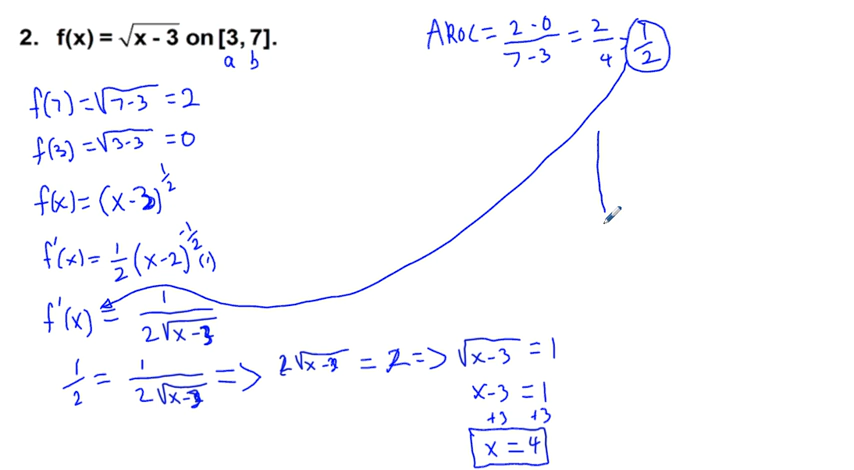 2. f(x) = √x - 3 on [3, 7].
a b
AROC = 2-0/7-3 = 2/4 = 1/2
f(7) = √7-3 = 2
f(3) = √3-3 = 0
f(x) = (x-3)^1/2
f'(x) = 1/2 (x-2)^-1/2 (1)
f'(x) = 1/2√x-3
1/2 = 1/2√x-3 => 2√x-3 = 2 => √x-3 = 1
x-3 = 1
+3 +3
x = 4